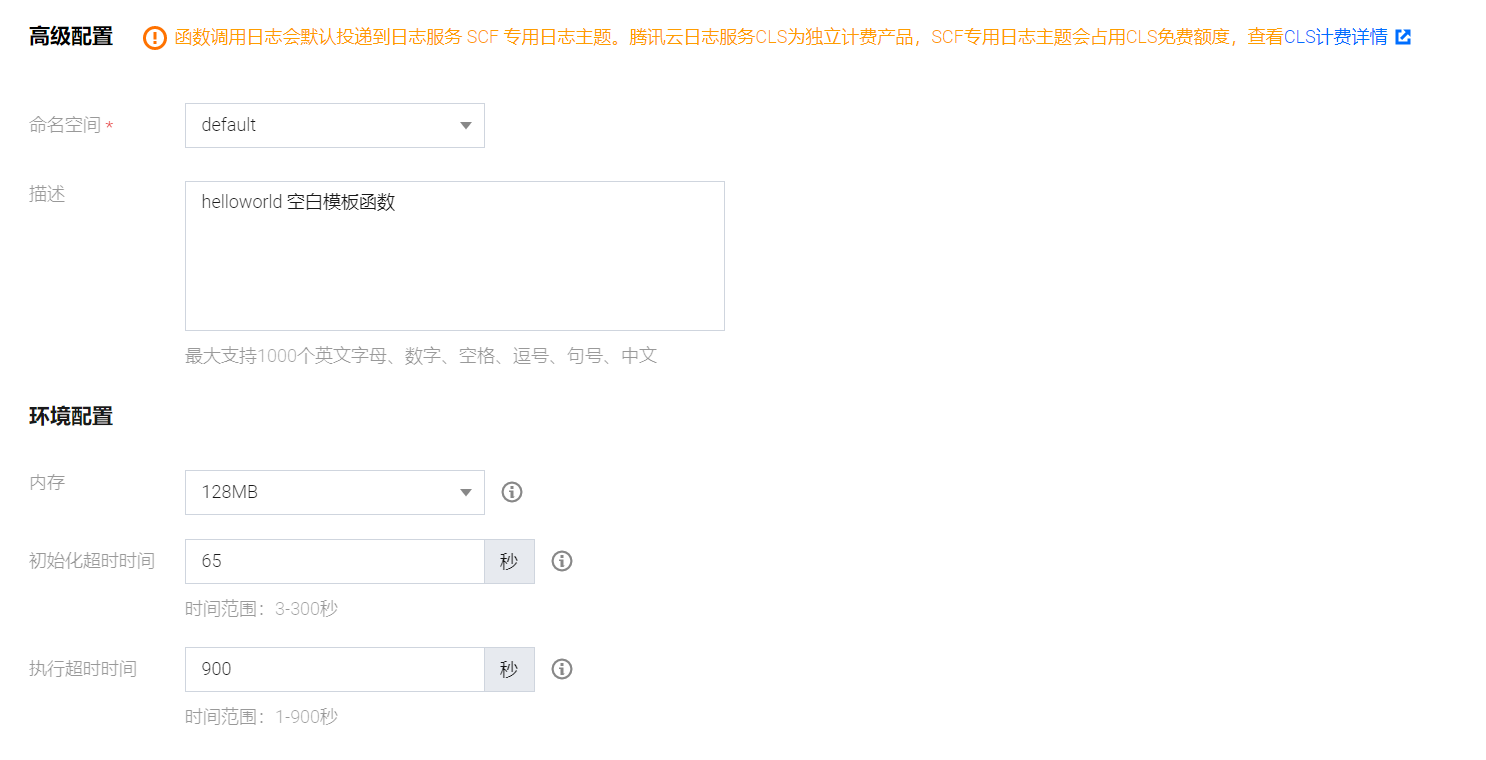 高级配置 函数调用日志会默认投递到日志服务 SCF 专用日志主题。腾讯云日志服务CLS为独立计费产品，SCF专用日志主题会占用CLS免费额度，查看CLS计费详情
命名空间 * default
描述 helloworld 空白模板函数
最大支持1000个英文字母、数字、空格、逗号、句号、中文
环境配置
内存 128MB
初始化超时时间 65 秒
时间范围：3-300秒
执行超时时间 900 秒
时间范围：1-900秒